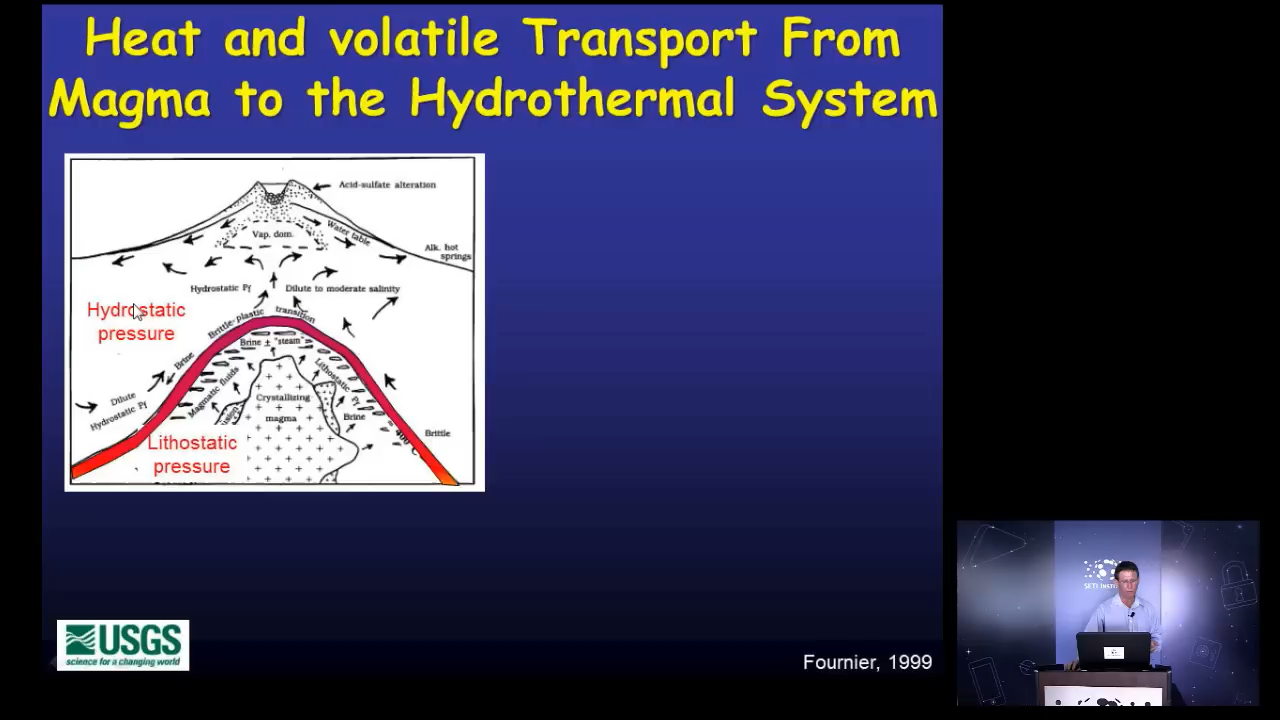 Heat and volatile Transport From
Magma to the Hydrothermal System
Acid-sulfate alteration
Water table
Vap. dom.
Alk. hot
springs
Hydrostatic Pf
Dilute to moderate salinity
Hydrostatic
pressure
Brittle-plastic transition
Brine
Brine ± "steam"
Lithostatic Pf
Magmatic fluids
Dilute
Hydrostatic Pf
Crystallizing
magma
Brine
Brittle
400°C
Lithostatic
pressure
USGS
science for a changing world
Fournier, 1999